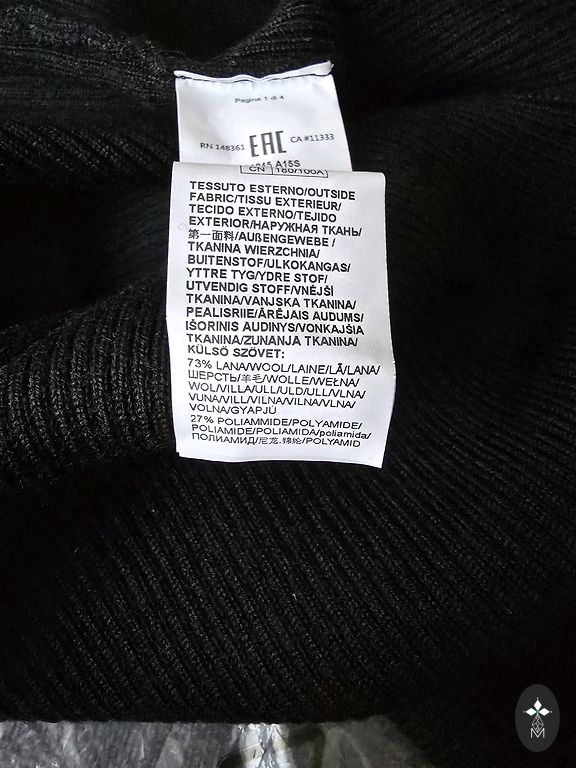 Pagina 1 di 4
RN 148361 EAC CA #11333
A15S
CN 180/100A
TESSUTO ESTERNO/OUTSIDE
FABRIC/TISSU EXTERIEUR/
TECIDO EXTERNO/TEJIDO
EXTERIOR/НАРУЖНАЯ ТКАНЬ/
第一面料/AUßENGEWEBE/
TKANINA WIERZCHNIA/
BUITENSTOF/ULKOKANGAS/
YTTRE TYG/YDRE STOF/
UTVENDIG STOFF/VNĚJŠÍ
TKANINA/VANJSKA TKANINA/
PEALISRIIE/ĀRĒJAIS AUDUMS/
IŠORINIS AUDINYS/VONKAJŠIA
TKANINA/ZUNANJA TKANINA/
KÜLSŐ SZÖVET:
73% LANA/WOOL/LAINE/LÃ/LANA/
ШЕРСТЬ/羊毛/WOLLE/WEŁNA/
WOL/VILLA/ULL/ULD/ULL/VLNA/
VUNA/VILL/VILNA/VILNA/VLNA/
VOLNA/GYAPJÚ
27% POLIAMMIDE/POLYAMIDE/
POLIAMIDE/POLIAMIDA/poliamida/
ПОЛИАМИД/尼龙.锦纶/POLYAMID
M